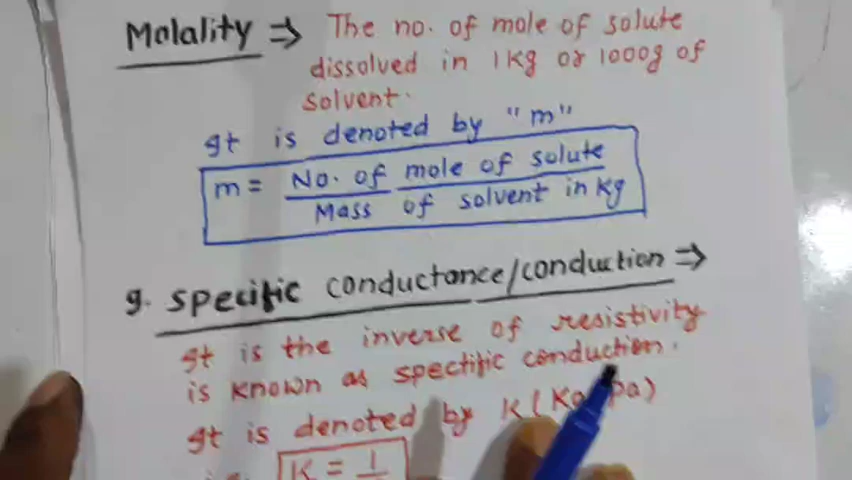 Molality ⇒ The no. of mole of solute
dissolved in 1kg or 1000g of
solvent.
It is denoted by "m"
m = No. of mole of solute
Mass of solvent in kg
9. Specific conductance/conduction ⇒
It is the inverse of resistivity
is known as spectific conduction.
It is denoted by K (
K = 1